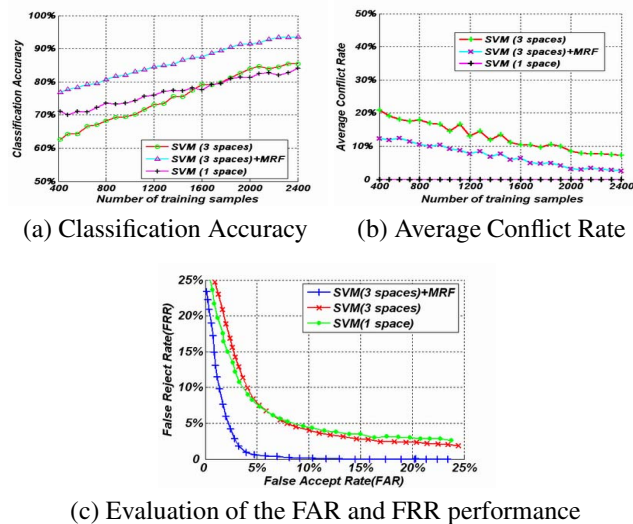 100%
90%
80%
70%
60%
50%
Classification Accuracy
400 800 1200 1600 2000 2400
Number of training samples
SVM (3 spaces)
SVM (3 spaces)+MRF
SVM (1 space)
(a) Classification Accuracy
50%
40%
30%
20%
10%
0
Average Conflict Rate
400 800 1200 1600 2000 2400
Number of training samples
SVM (3 spaces)
SVM (3 spaces)+MRF
SVM (1 space)
(b) Average Conflict Rate
25%
20%
15%
10%
5%
0
False Reject Rate(FRR)
0 5% 10% 15% 20% 25%
False Accept Rate(FAR)
SVM(3 spaces)+MRF
SVM(3 spaces)
SVM(1 space)
(c) Evaluation of the FAR and FRR performance